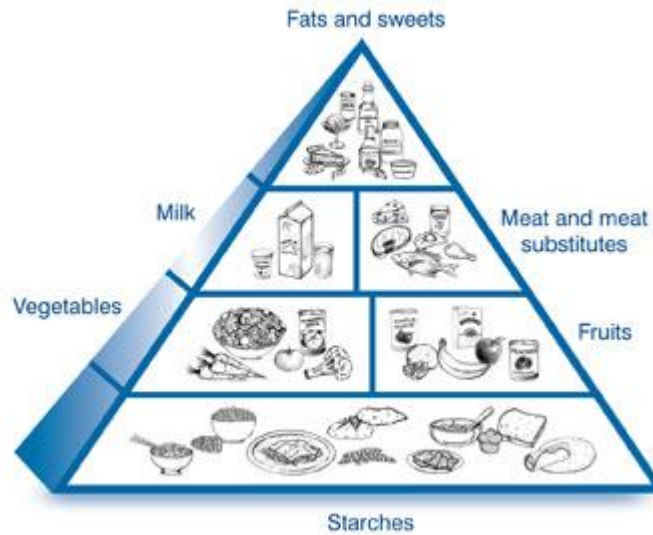 Fats and sweets
Milk
Meat and meat
substitutes
Vegetables
Fruits
Starches